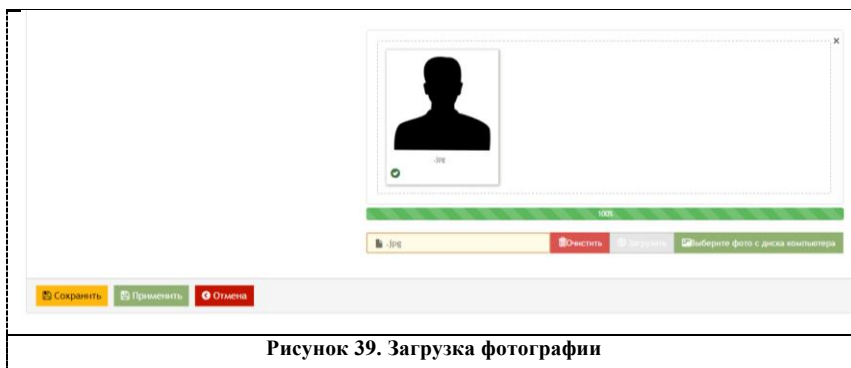 ×
.jpg
100%
.jpg Очистить Загрузить Выберите фото с диска компьютера
Сохранить Применить Отмена
Рисунок 39. Загрузка фотографии